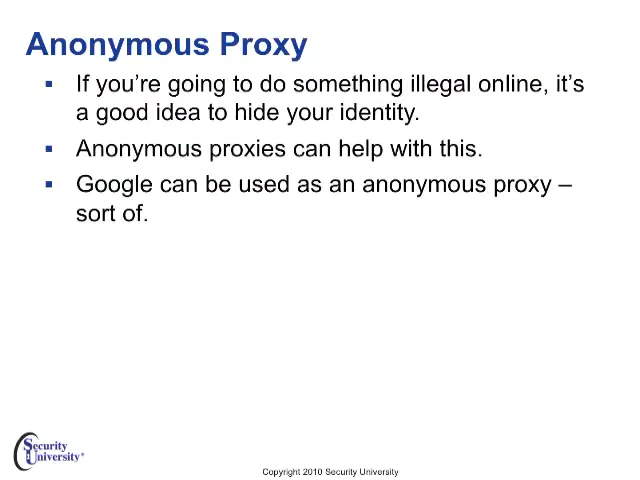 Anonymous Proxy
▪ If you’re going to do something illegal online, it’s
a good idea to hide your identity.
▪ Anonymous proxies can help with this.
▪ Google can be used as an anonymous proxy –
sort of.
Security
University®
Copyright 2010 Security University